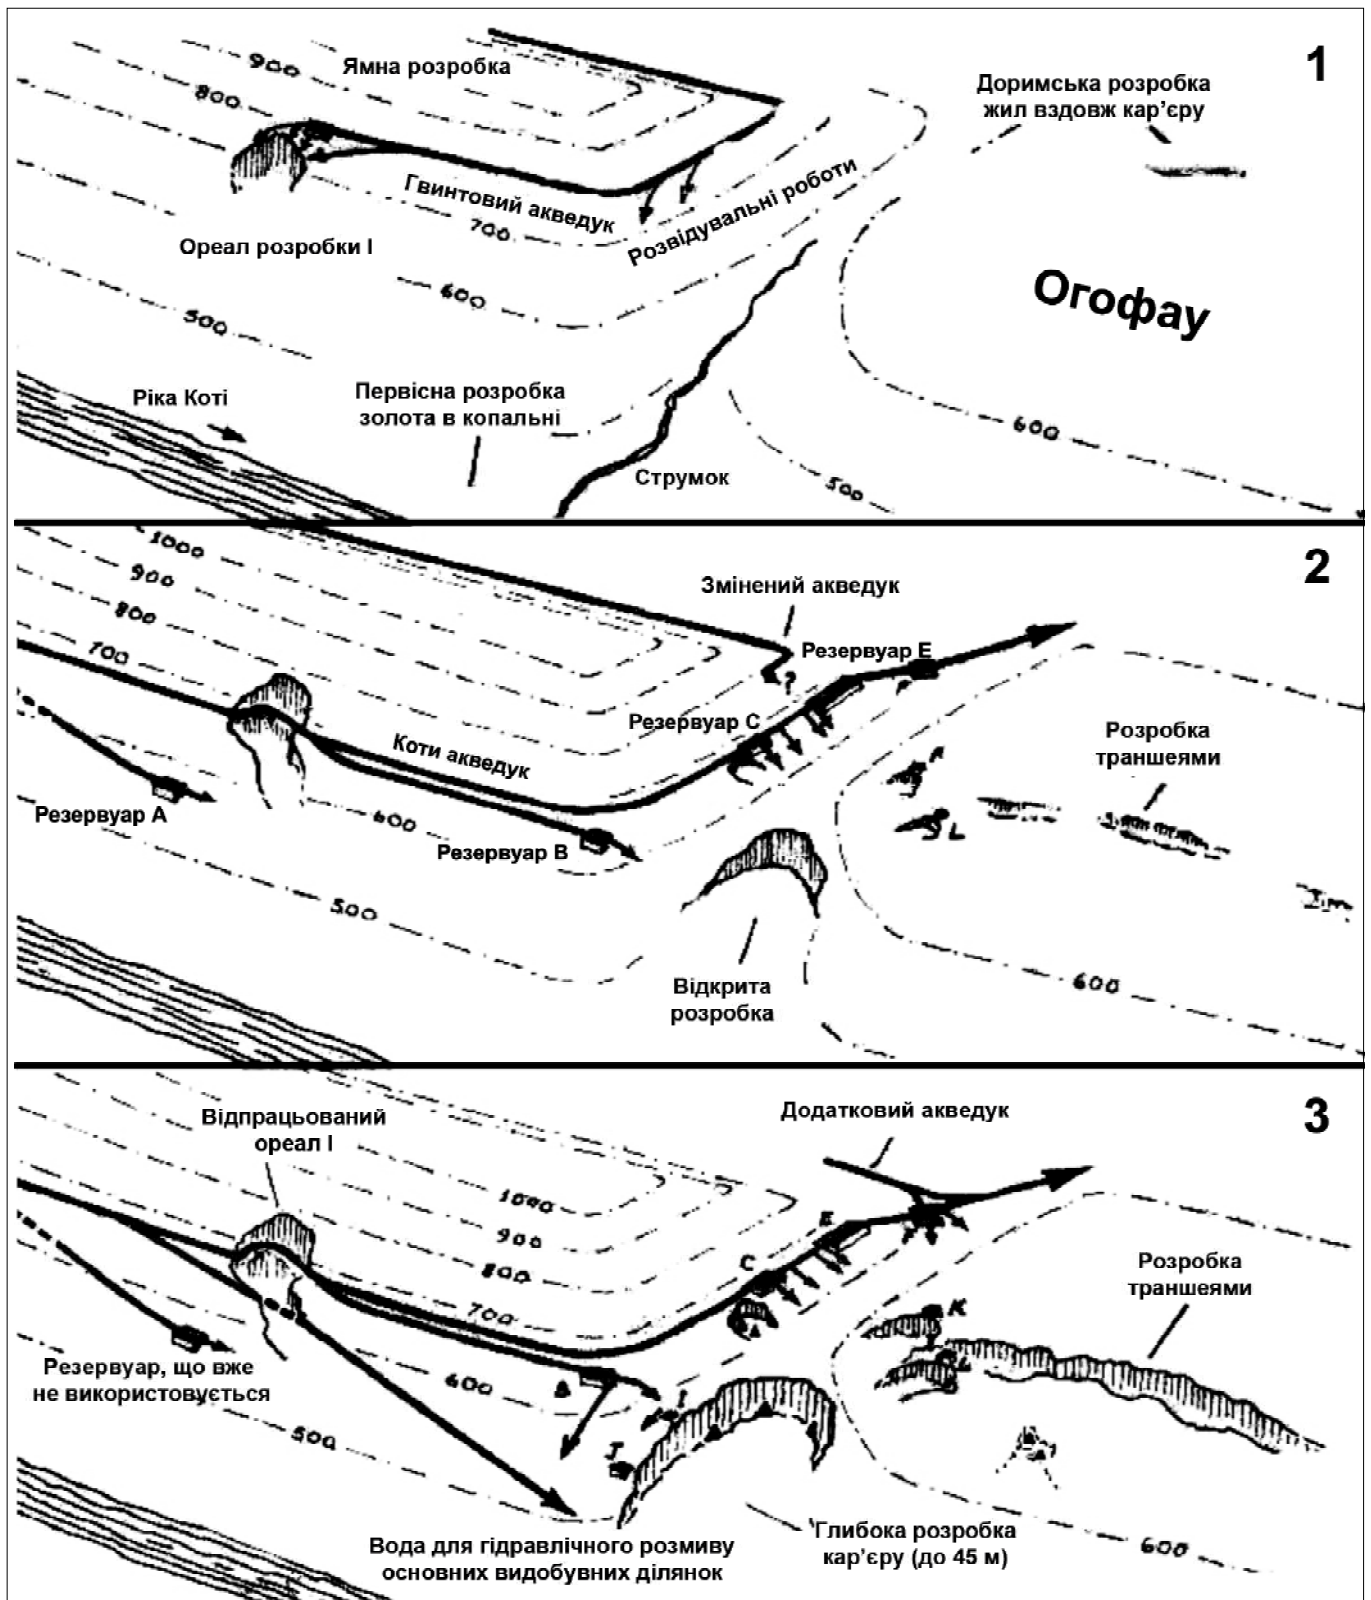 1
900
Ямна розробка
800
Доримська розробка
жил вздовж кар’єру
Гвинтовий акведук
700
Розвідувальні роботи
Ореал розробки I
600
Огофау
500
Ріка Коті
Первісна розробка
золота в копальні
600
Струмок
500
2
1000
900
Змінений акведук
800
700
Резервуар E
?
Резервуар C
Коти акведук
Розробка
траншеями
Резервуар A
600
L
Резервуар B
500
Відкрита
розробка
600
3
Відпрацьований
ореал I
Додатковий акведук
1000
900
E
C
800
Розробка
траншеями
700
K
L
Резервуар, що вже
не використовується
600
I
500
J
Глибока розробка
кар’єру (до 45 м)
Вода для гідравлічного розмиву
основних видобувних ділянок
600